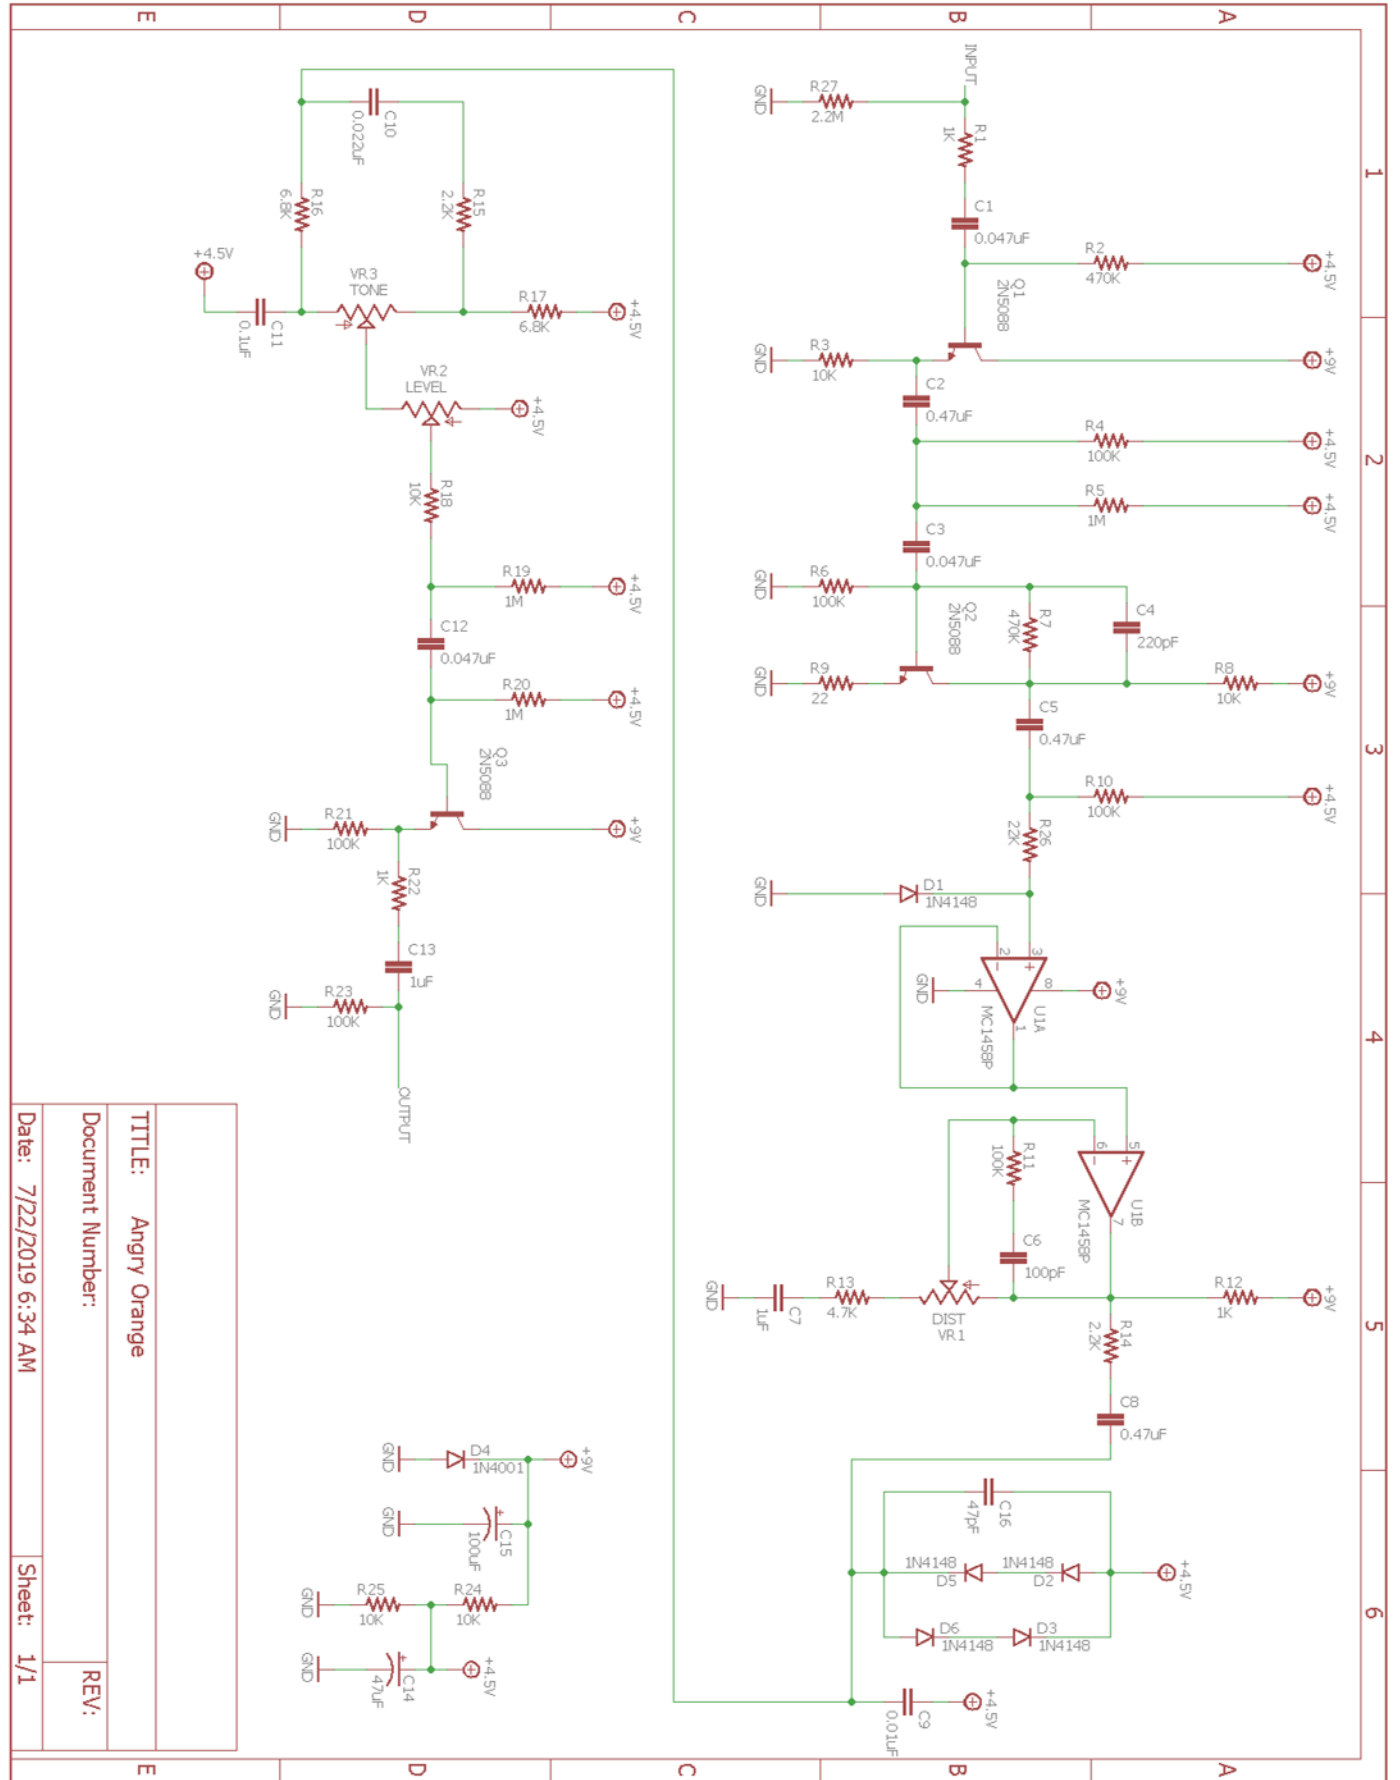 E
D
C
B
A
1
2
3
4
5
6
INPUT
R27
2.2M
GND
R1
1K
C1
0.047uF
R2
470K
+4.5V
Q1
2N5088
+9V
R3
10K
GND
C2
0.47uF
R4
100K
+4.5V
R5
1M
+4.5V
C3
0.047uF
R6
100K
GND
Q2
2N5088
R7
470K
C4
220pF
R9
22
GND
R8
10K
+9V
C5
0.47uF
R10
100K
+4.5V
R26
22K
D1
1N4148
GND
2
3
-
+
4
8
1
GND
+9V
U1A
MC1458P
6
5
-
+
7
U1B
MC1458P
R11
100K
C6
100pF
DIST
VR1
R13
4.7K
C7
1uF
GND
R12
1K
+9V
R14
2.2K
C8
0.47uF
C16
47pF
1N4148
D5
1N4148
D2
+4.5V
D6
1N4148
D3
1N4148
C9
0.01uF
+4.5V
C10
0.022uF
R16
6.8K
R15
2.2K
+4.5V
C11
0.1uF
VR3
TONE
R17
6.8K
+4.5V
VR2
LEVEL
+4.5V
R18
10K
R19
1M
+4.5V
C12
0.047uF
R20
1M
+4.5V
Q3
2N5088
R21
100K
GND
+9V
R22
1K
C13
1uF
R23
100K
GND
OUTPUT
D4
1N4001
GND
+9V
C15
+
100uF
GND
R25
10K
GND
R24
10K
C14
+
47uF
GND
+4.5V
TITLE: Angry Orange
Document Number:
REV:
Date: 7/22/2019 6:34 AM
Sheet: 1/1
E
D
C
B
A